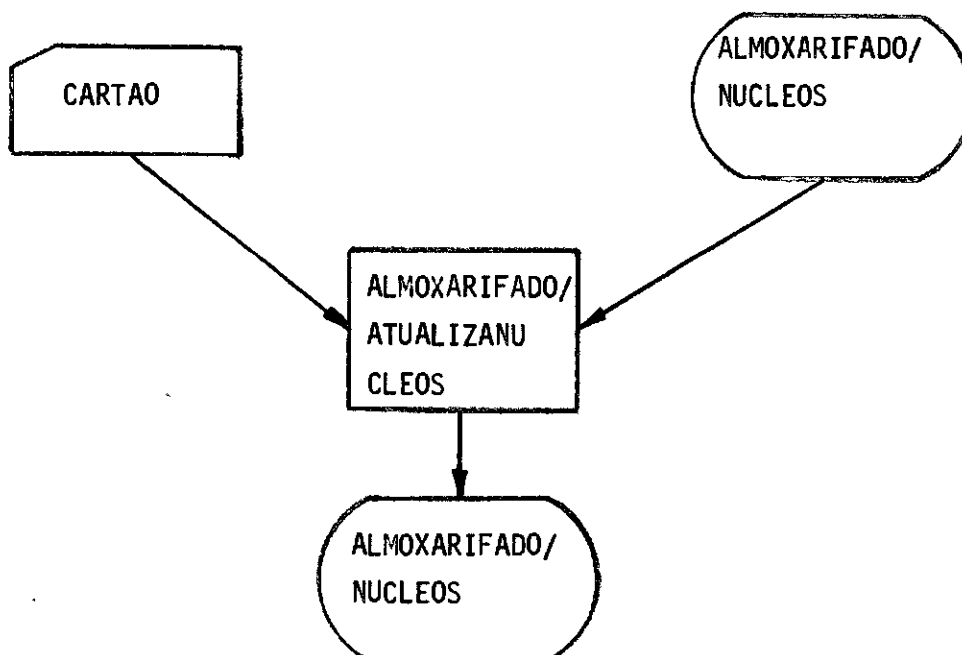 CARTAO
ALMOXARIFADO/
NUCLEOS
ALMOXARIFADO/
ATUALIZANU
CLEOS
ALMOXARIFADO/
NUCLEOS